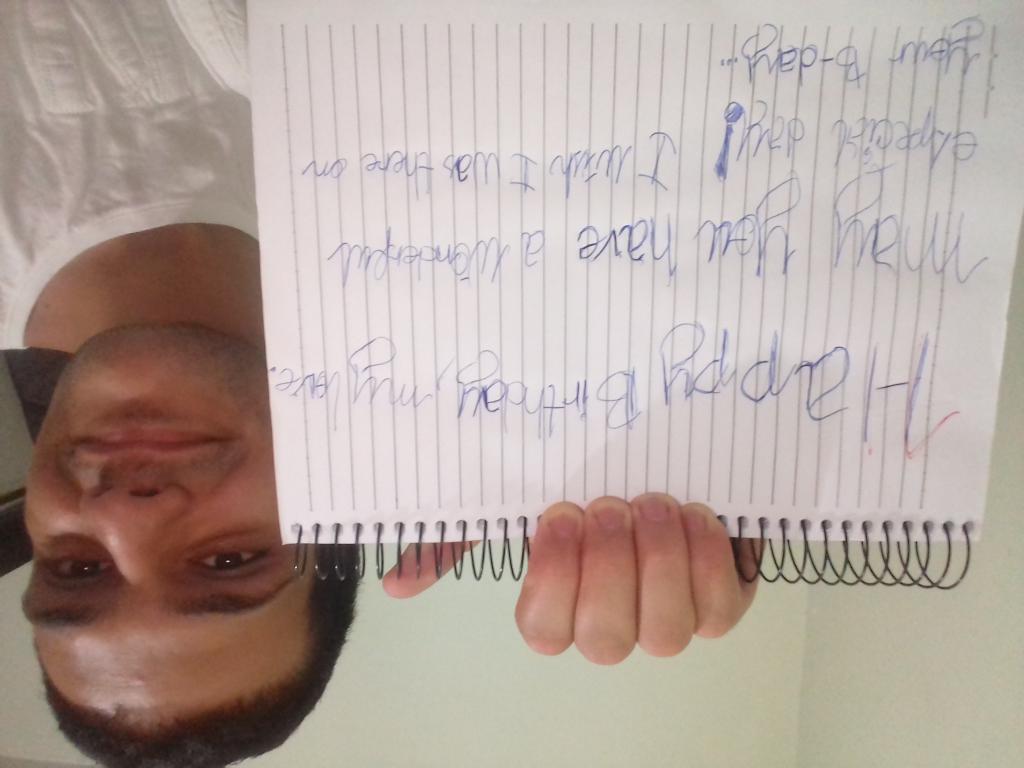 Happy Birthday, my love.
May you have a wonderful
especial day! I wish I was there on
your B-day...